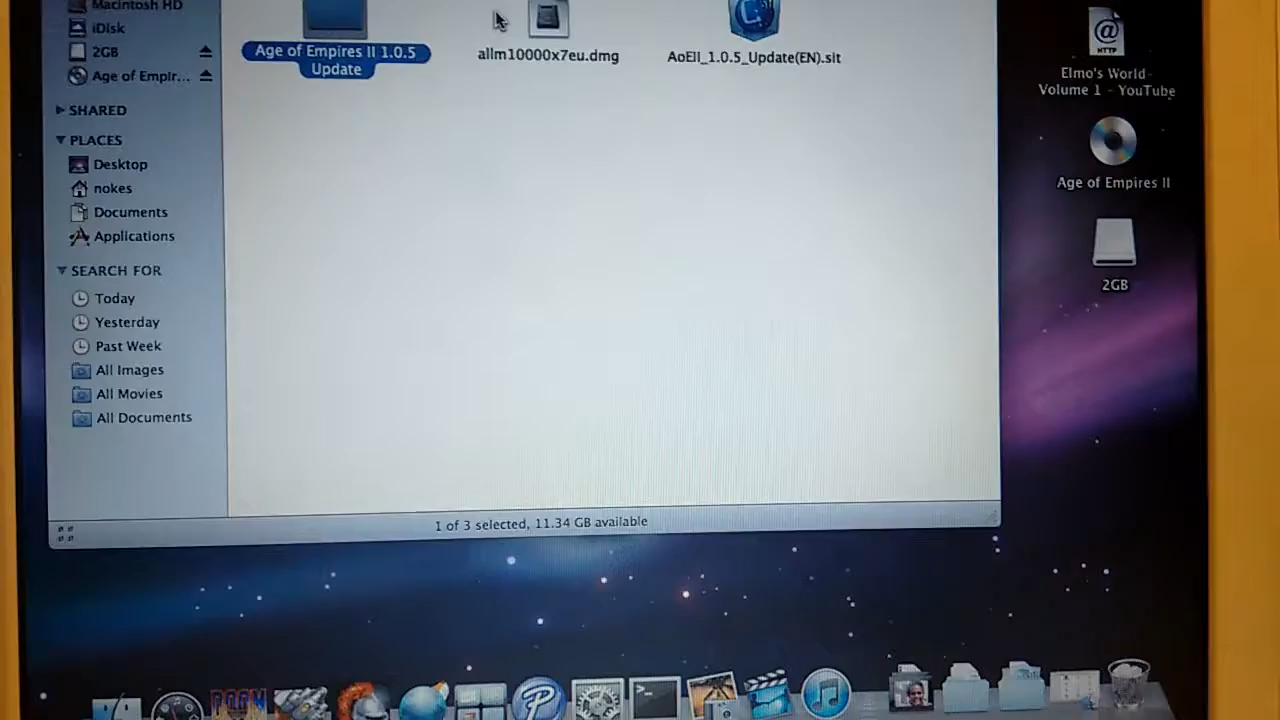 Macintosh HD
iDisk
2GB
Age of Empir...
SHARED
PLACES
Desktop
nokes
Documents
Applications
SEARCH FOR
Today
Yesterday
Past Week
All Images
All Movies
All Documents
Age of Empires II 1.0.5
Update
allm10000x7eu.dmg
AoEII_1.0.5_Update(EN).sit
1 of 3 selected, 11.34 GB available
HTTP
Elmo's World-
Volume 1 - YouTube
Age of Empires II
2GB
DOOM